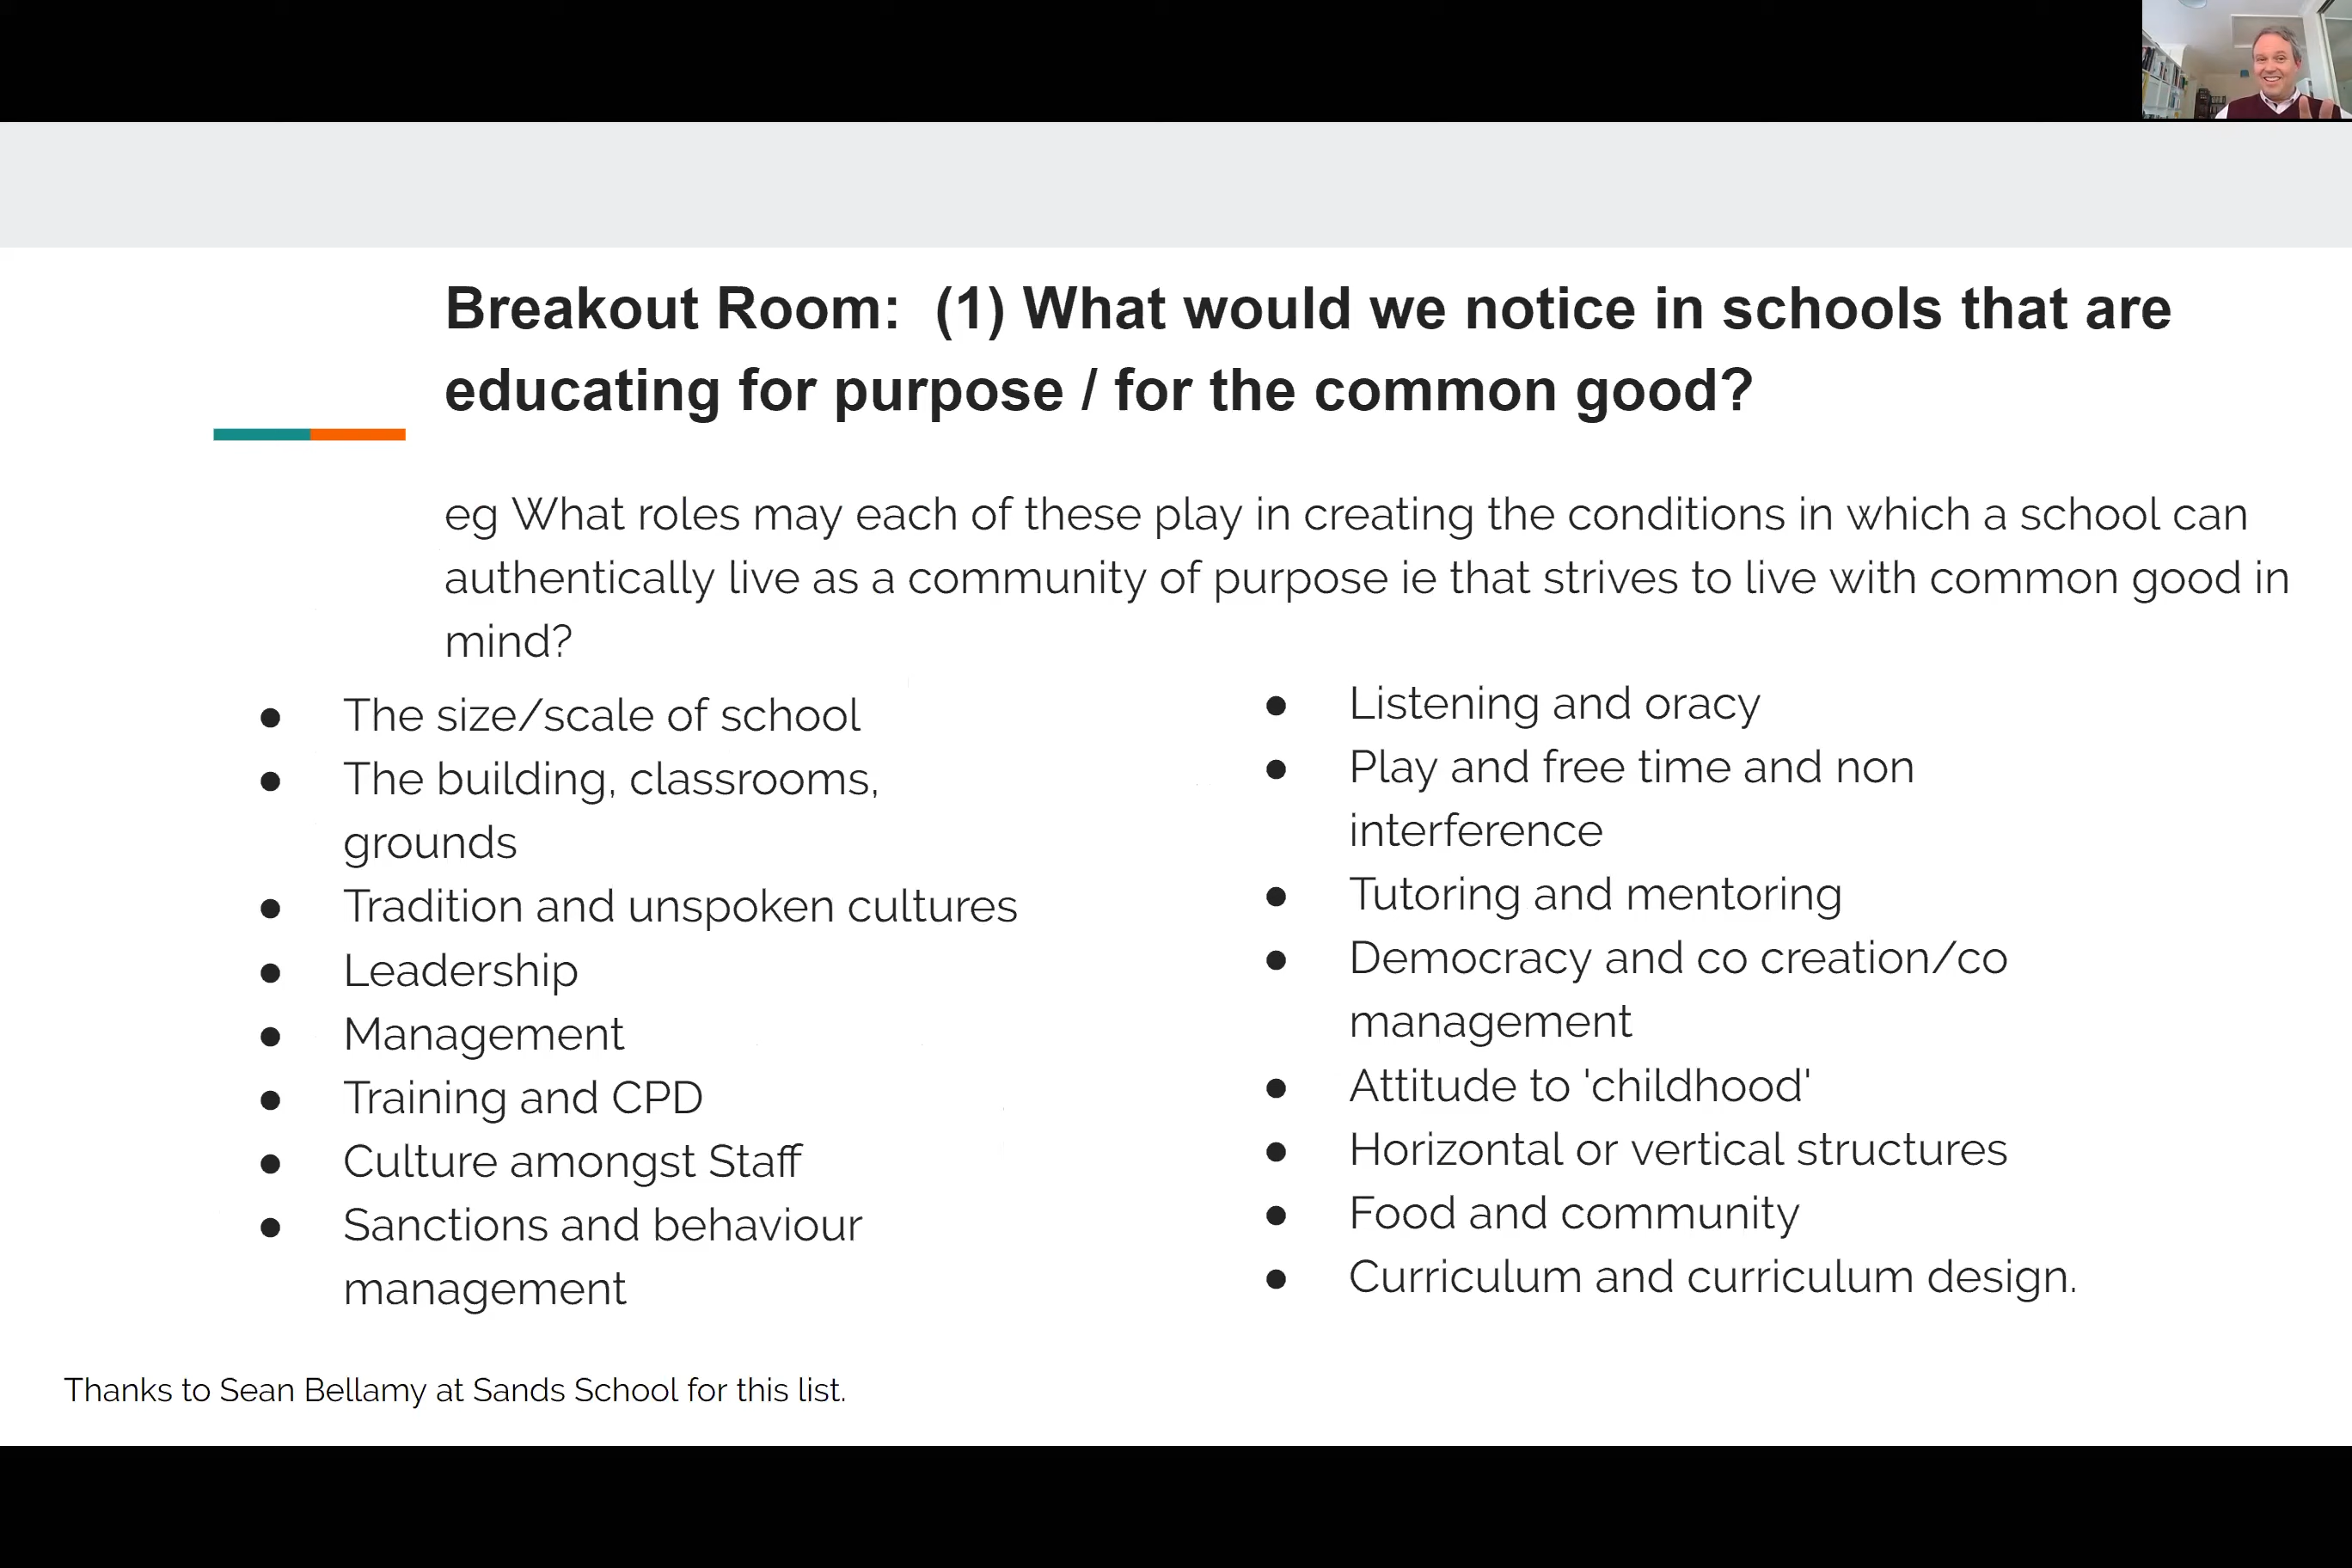 Breakout Room:  (1) What would we notice in schools that are
educating for purpose / for the common good?
eg What roles may each of these play in creating the conditions in which a school can
authentically live as a community of purpose ie that strives to live with common good in
mind?
● The size/scale of school
● The building, classrooms,
grounds
● Tradition and unspoken cultures
● Leadership
● Management
● Training and CPD
● Culture amongst Staff
● Sanctions and behaviour
management
● Listening and oracy
● Play and free time and non
interference
● Tutoring and mentoring
● Democracy and co creation/co
management
● Attitude to 'childhood'
● Horizontal or vertical structures
● Food and community
● Curriculum and curriculum design.
Thanks to Sean Bellamy at Sands School for this list.